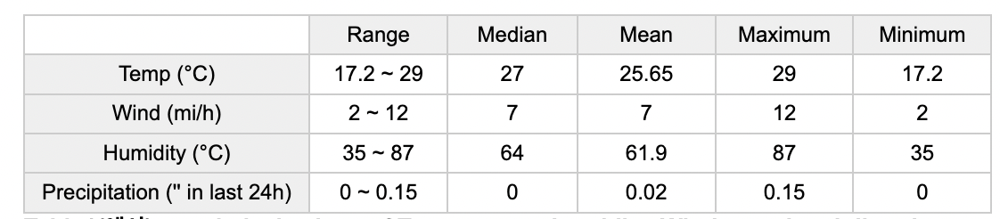 Range Median Mean Maximum Minimum
Temp (°C) 17.2 ~ 29 27 25.65 29 17.2
Wind (mi/h) 2 ~ 12 7 7 12 2
Humidity (°C) 35 ~ 87 64 61.9 87 35
Precipitation (" in last 24h) 0 ~ 0.15 0 0.02 0.15 0